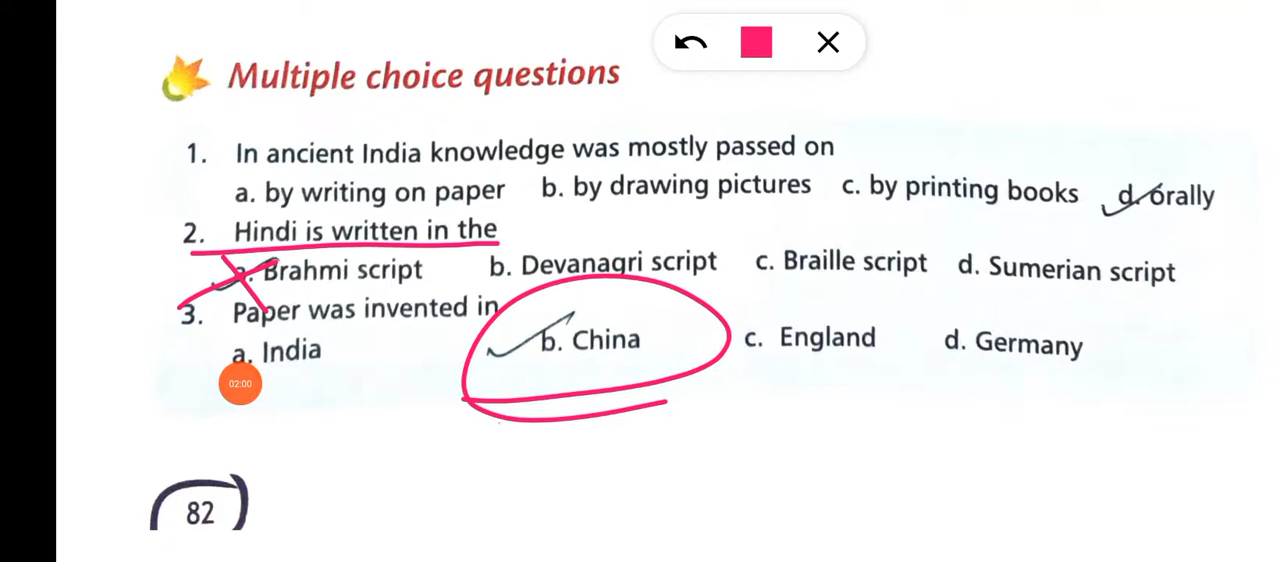 Multiple choice questions
1. In ancient India knowledge was mostly passed on
a. by writing on paper b. by drawing pictures c. by printing books d. orally
2. Hindi is written in the
a. Brahmi script b. Devanagri script c. Braille script d. Sumerian script
3. Paper was invented in
a. India b. China c. England d. Germany
02:00
82